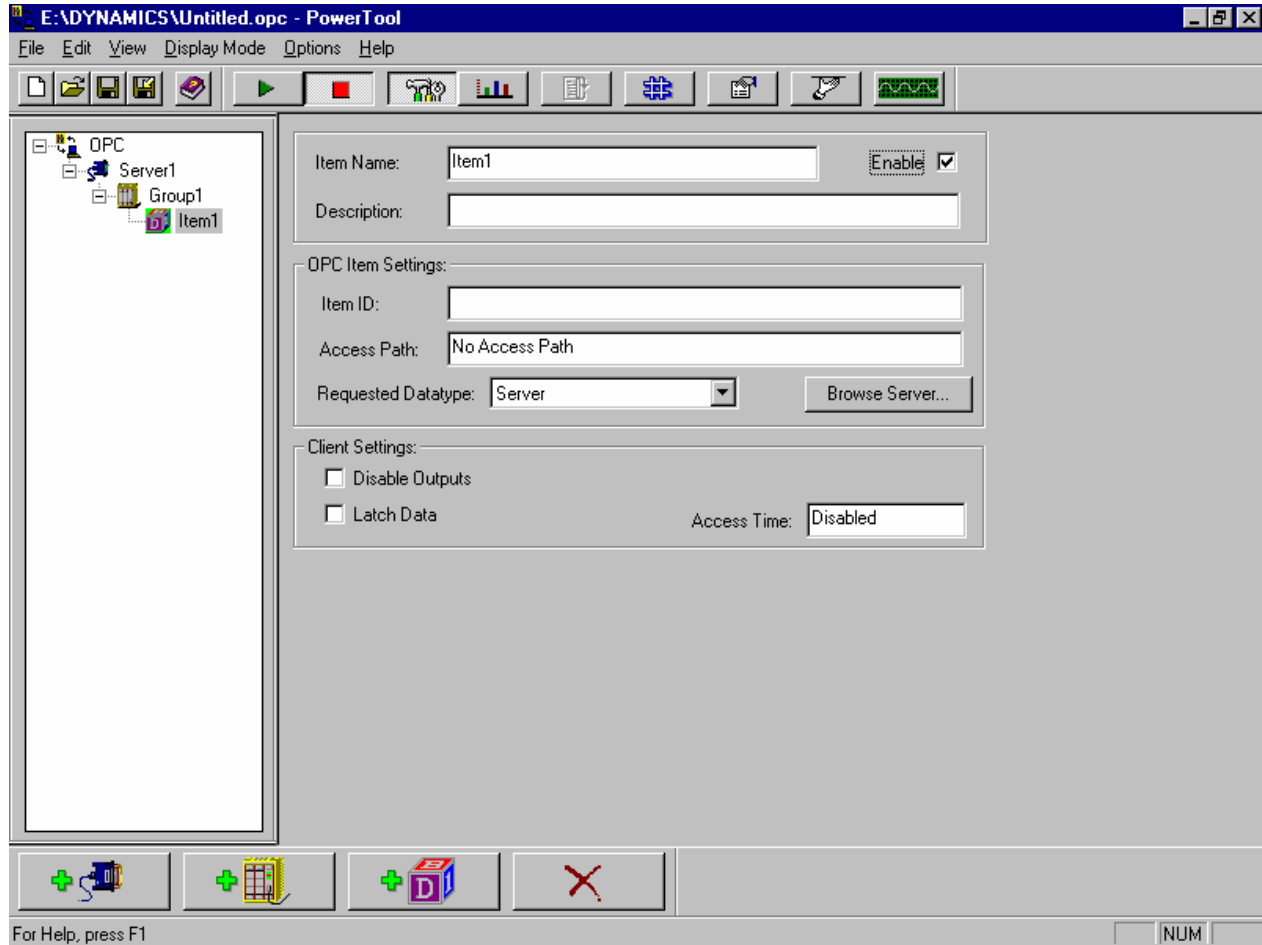 E:\DYNAMICS\Untitled.opc - PowerTool
File Edit View Display Mode Options Help
OPC
Server1
Group1
Item1
Item Name: Item1 Enable
Description:
OPC Item Settings:
Item ID:
Access Path: No Access Path
Requested Datatype: Server Browse Server...
Client Settings:
Disable Outputs
Latch Data Access Time: Disabled
D
For Help, press F1 NUM